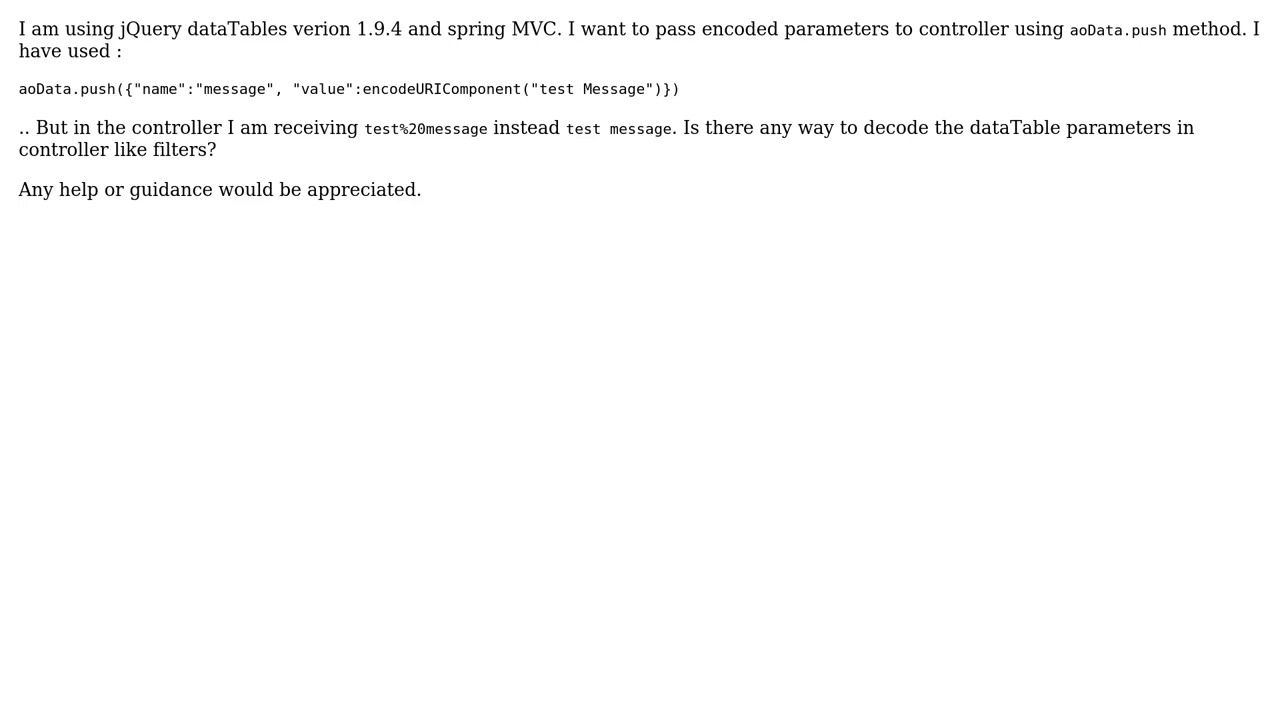 I am using jQuery dataTables verion 1.9.4 and spring MVC. I want to pass encoded parameters to controller using aoData.push method. I
have used :
aoData.push({"name":"message", "value":encodeURIComponent("test Message")})
.. But in the controller I am receiving test%20message instead test message. Is there any way to decode the dataTable parameters in
controller like filters?
Any help or guidance would be appreciated.